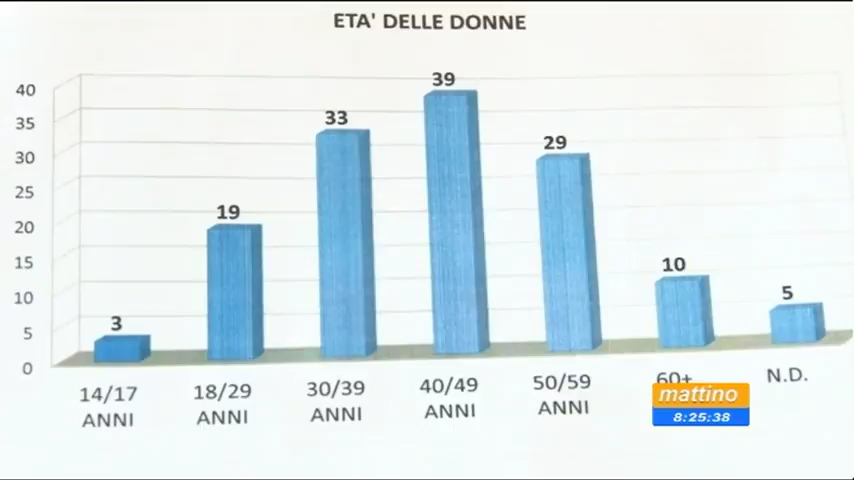 ETA' DELLE DONNE
40
35
30
25
20
15
10
5
0
3
19
33
39
29
10
5
14/17
ANNI
18/29
ANNI
30/39
ANNI
40/49
ANNI
50/59
ANNI
60+
N.D.
mattino
8:25:38